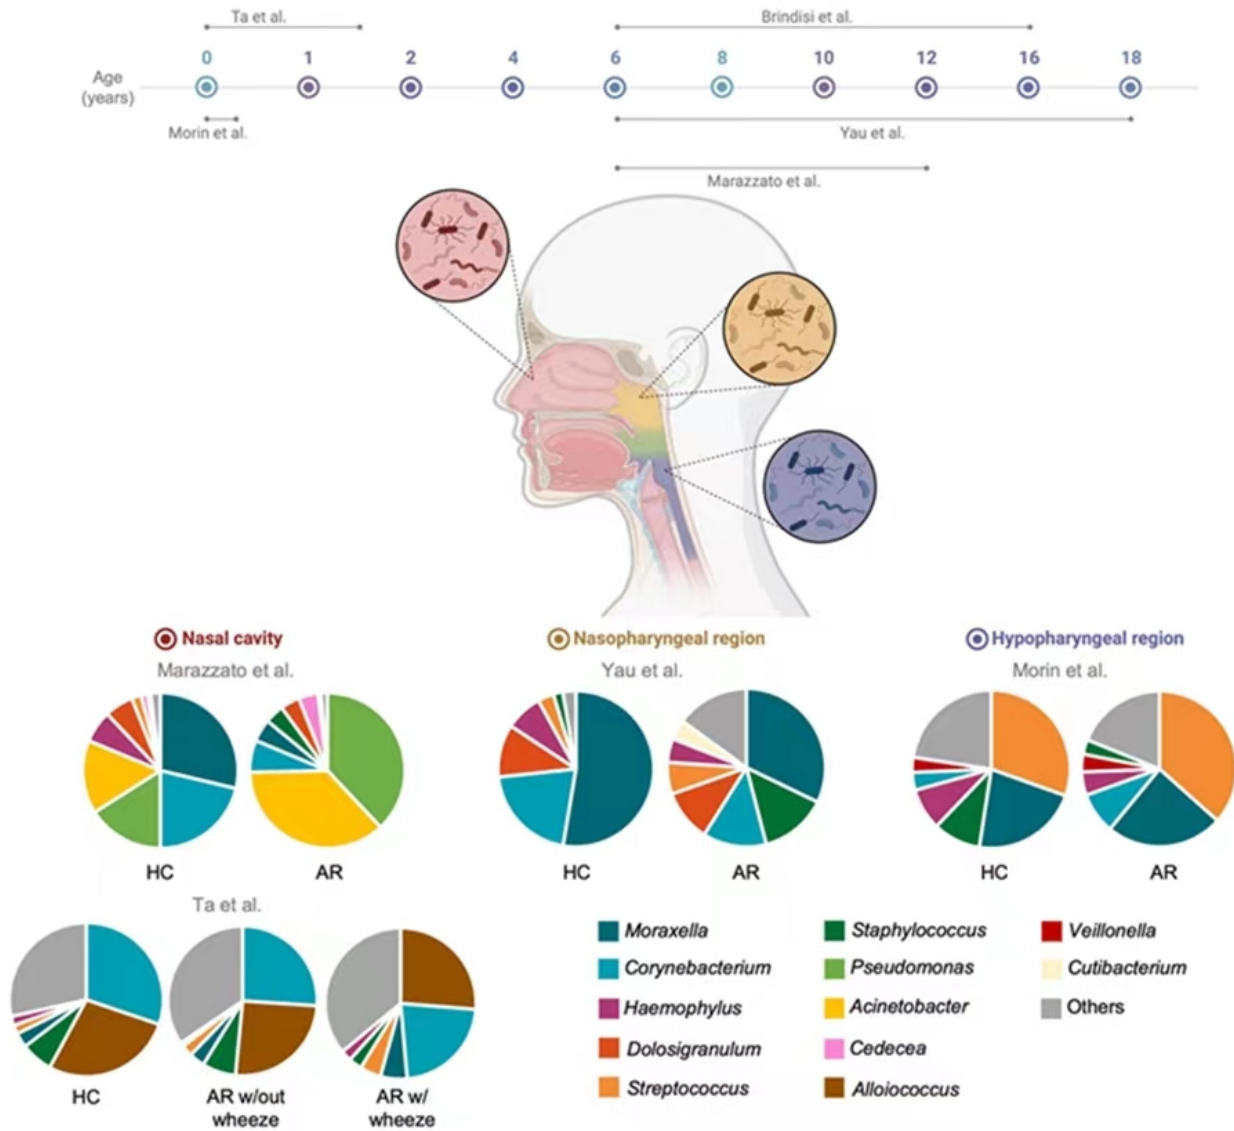 Ta et al.
Brindisi et al.
0 1 2 4 6 8 10 12 16 18
Age
(years)
Morin et al.
Yau et al.
Marazzato et al.
Nasal cavity
Nasopharyngeal region
Hypopharyngeal region
Marazzato et al.
Yau et al.
Morin et al.
HC
AR
HC
AR
HC
AR
Ta et al.
HC
AR w/out
wheeze
AR w/
wheeze
Moraxella
Corynebacterium
Haemophylus
Dolosigranulum
Streptococcus
Staphylococcus
Pseudomonas
Acinetobacter
Cedecea
Alloiococcus
Veillonella
Cutibacterium
Others